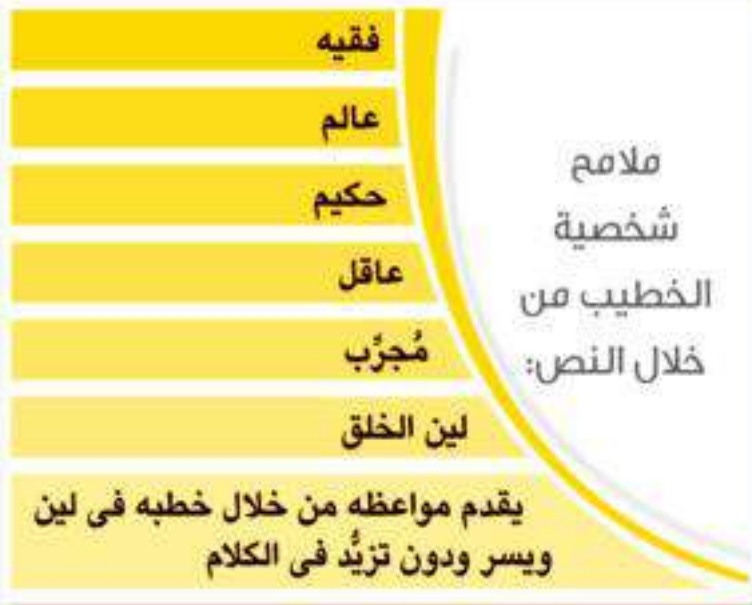 ملامح
شخصية
الخطيب من
خلال النص:
فقيه
عالم
حكيم
عاقل
مُجرَّب
لين الخلق
يقدم مواعظه من خلال خطبه فى لين
ويسر ودون تزيُّد فى الكلام